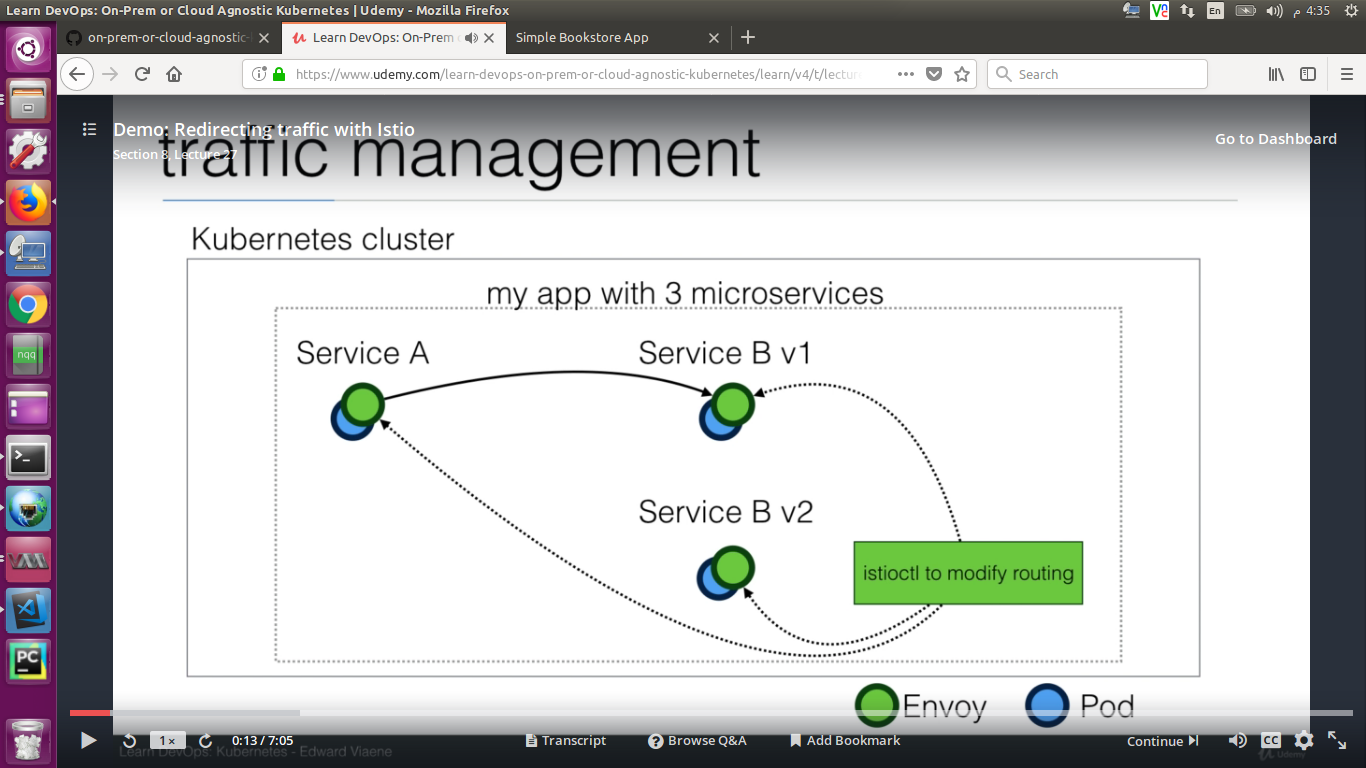 Learn DevOps: On-Prem or Cloud Agnostic Kubernetes | Udemy - Mozilla Firefox
En
4:35 م
on-prem-or-cloud-agnostic-
Learn DevOps: On-Prem
Simple Bookstore App
https://www.udemy.com/learn-devops-on-prem-or-cloud-agnostic-kubernetes/learn/v4/t/lectur
Search
Demo: Redirecting traffic with Istio
Section 8, Lecture 27
Go to Dashboard
traffic management
Kubernetes cluster
my app with 3 microservices
Service A
Service B v1
Service B v2
istioctl to modify routing
Envoy
Pod
nqq
PC
1×
0:13 / 7:05
Transcript
Browse Q&A
Add Bookmark
Continue
CC
Learn DevOps: Kubernetes - Edward Viaene
Udemy